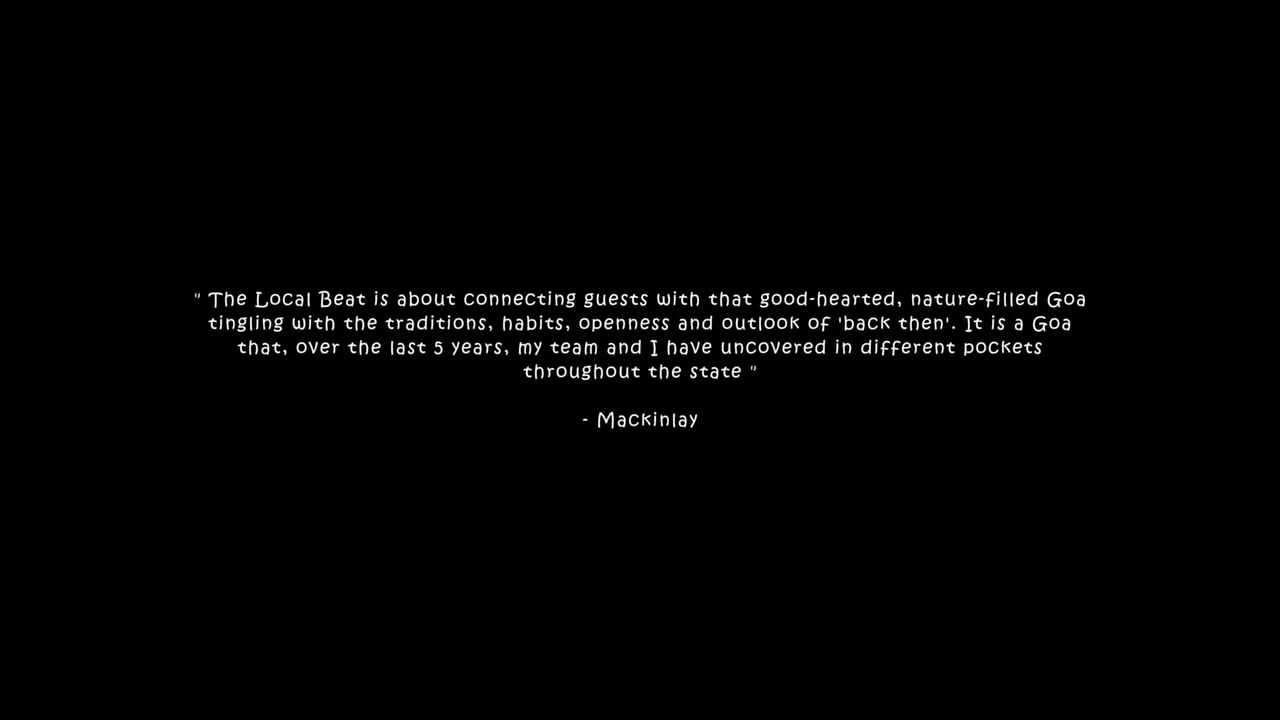 " The Local Beat is about connecting guests with that good-hearted, nature-filled Goa
tingling with the traditions, habits, openness and outlook of 'back then'. It is a Goa
that, over the last 5 years, my team and I have uncovered in different pockets
throughout the state "
- Mackinlay